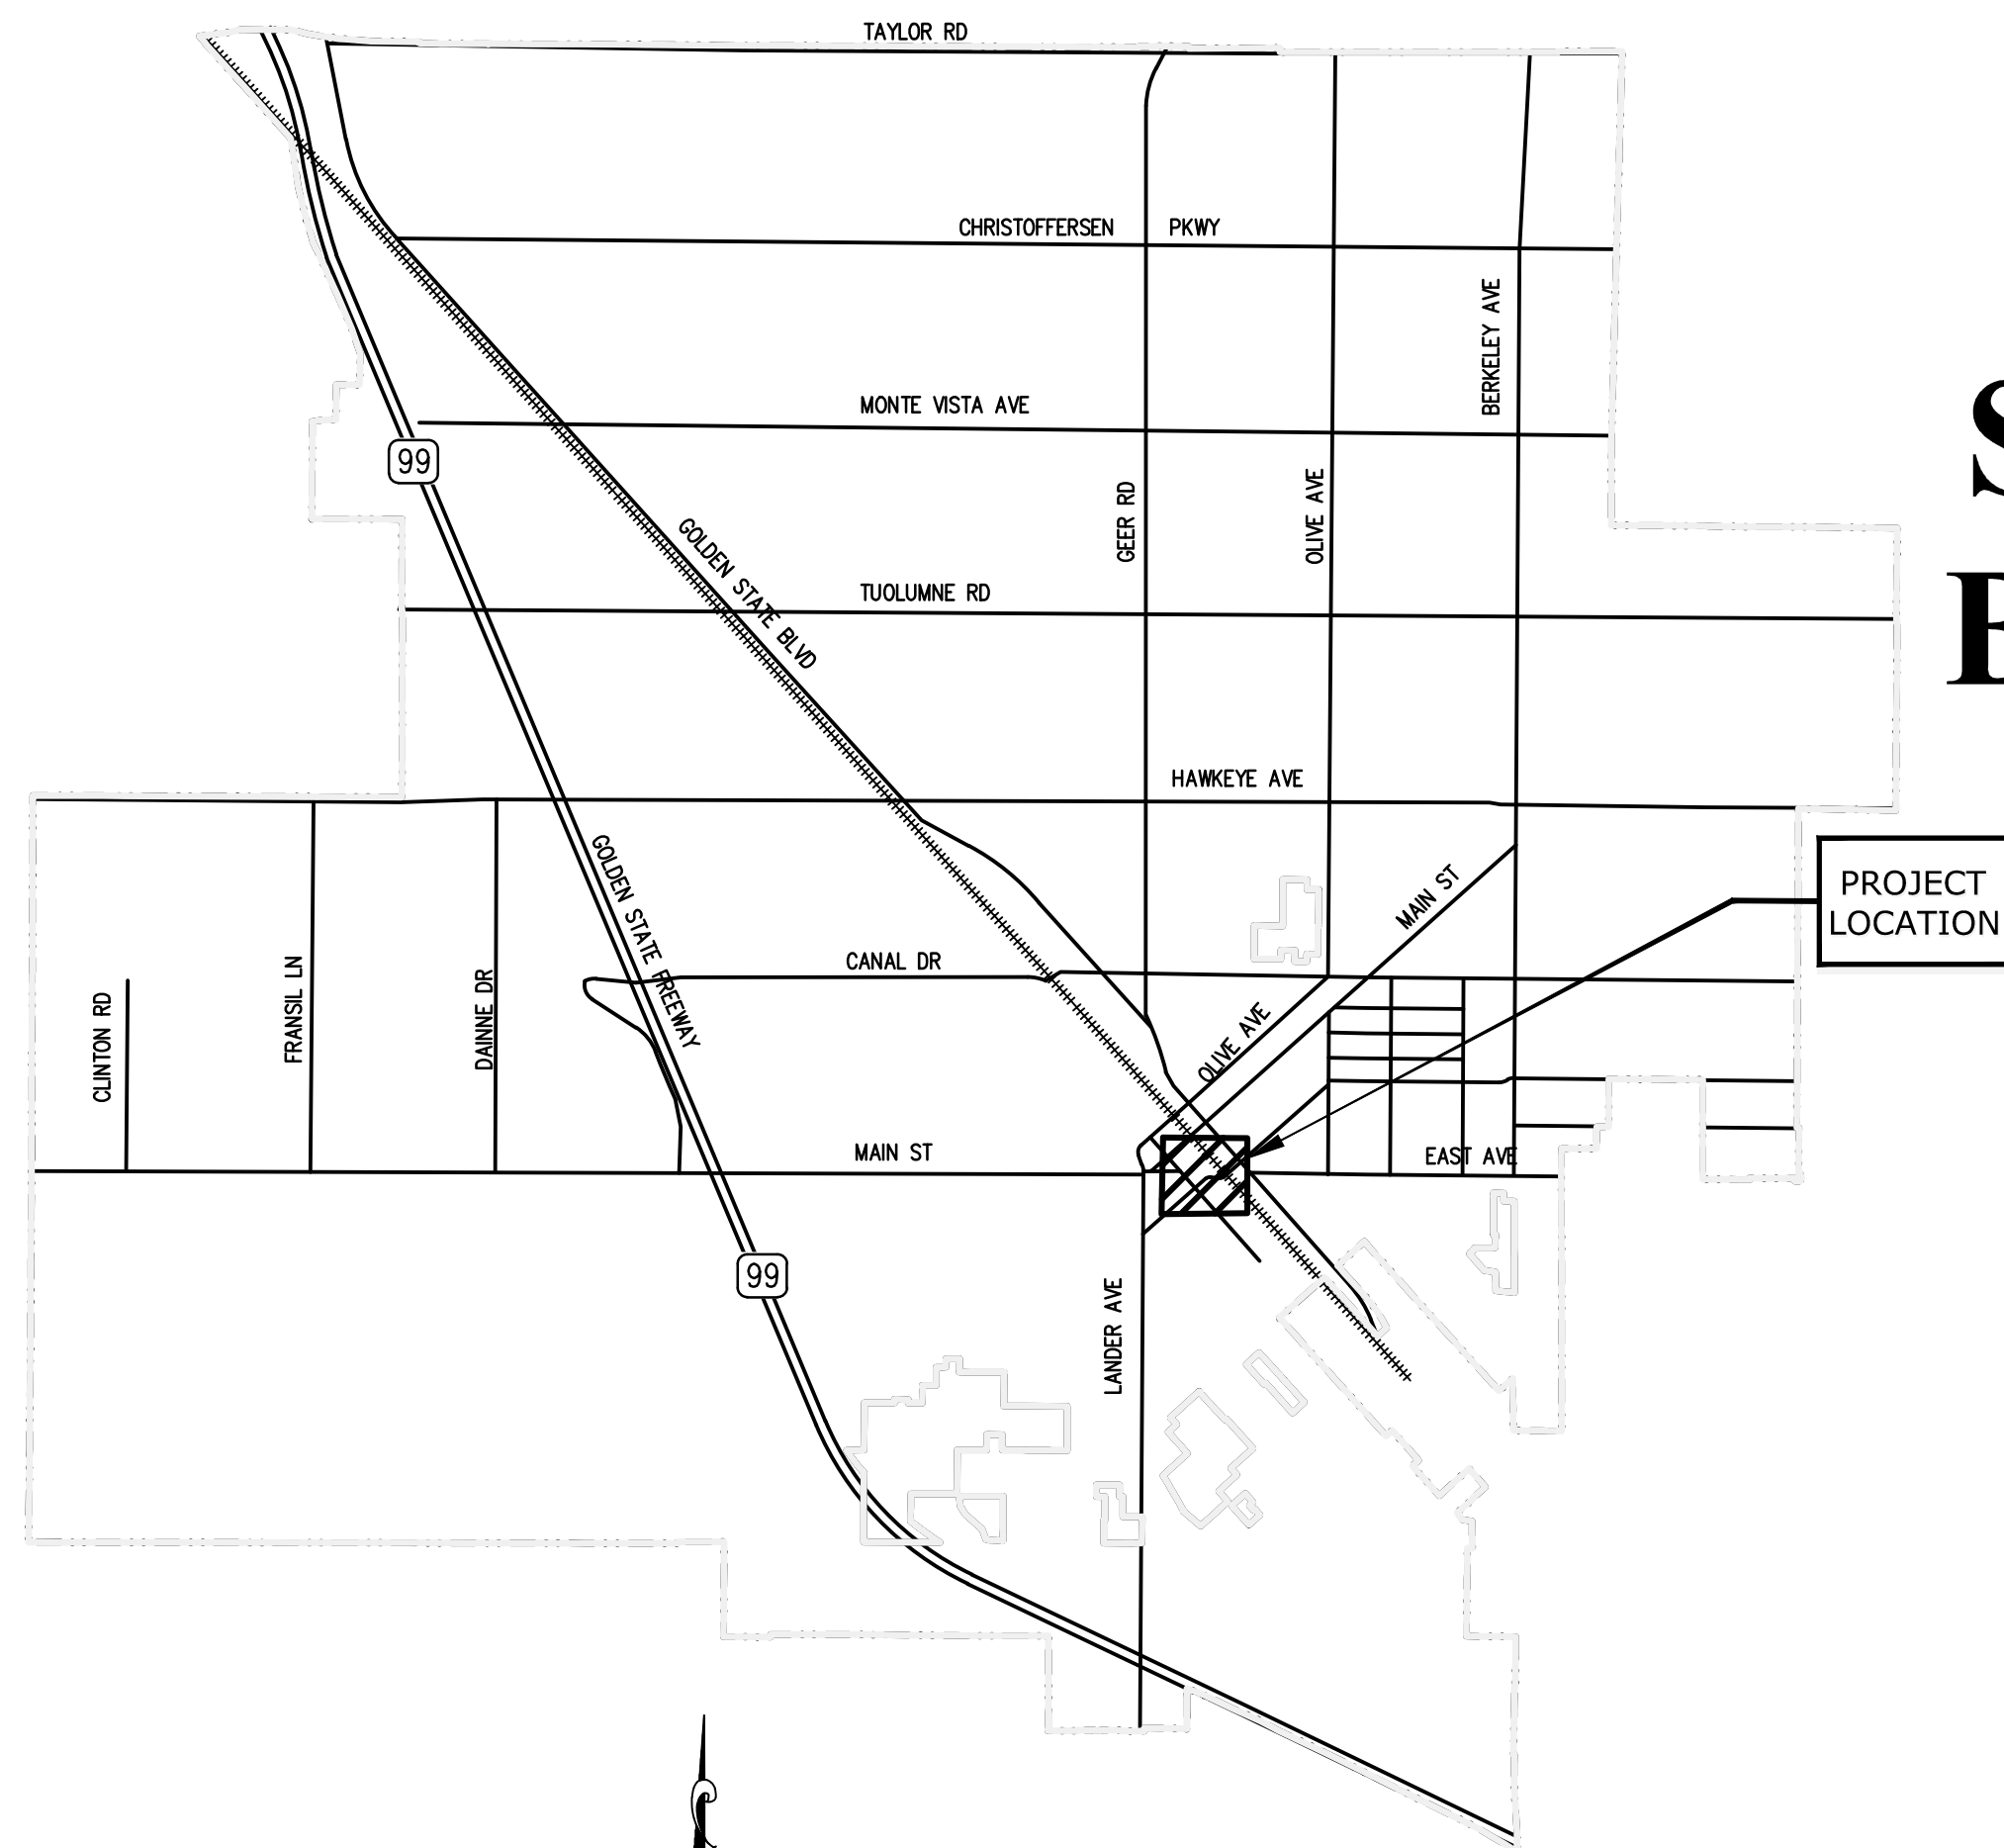 TAYLOR RD
CHRISTOFFERSEN PKWY
BERKELEY AVE
MONTE VISTA AVE
99
GEER RD
OLIVE AVE
GOLDEN STATE BLVD
TUOLUMNE RD
HAWKEYE AVE
MAIN ST
PROJECT
LOCATION
GOLDEN STATE FREEWAY
CANAL DR
CLINTON RD
FRANSIL LN
DAINNE DR
OLIVE AVE
MAIN ST
EAST AVE
99
LANDER AVE